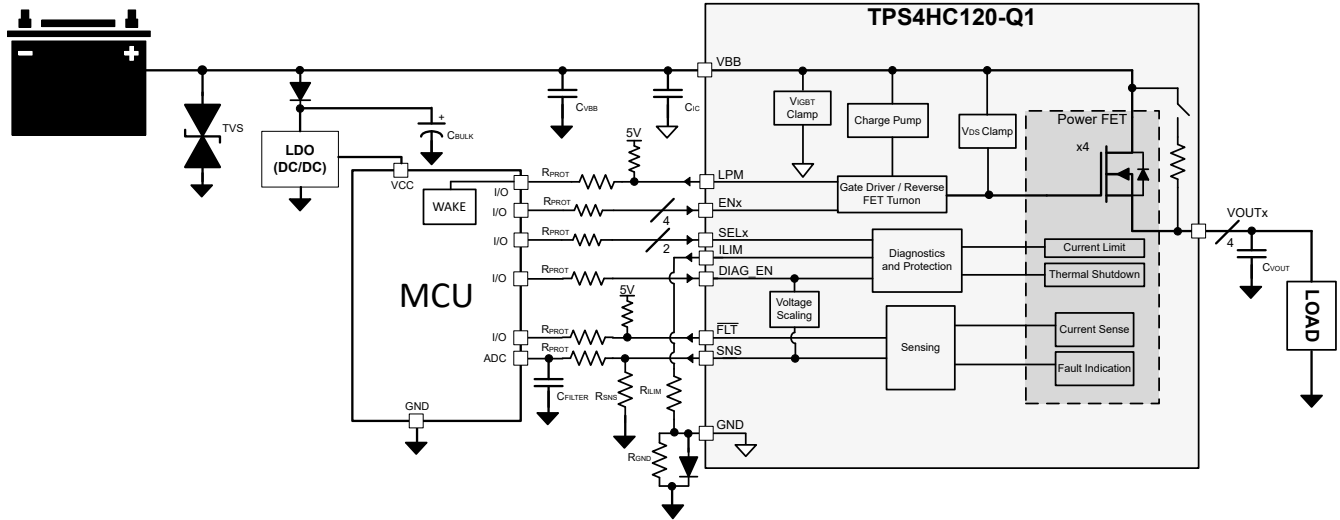 TPS4HC120-Q1
VBB
TVS
LDO
(DC/DC)
+
CBULK
CVBB
CIC
5V
VIGBT
Clamp
Charge Pump
VDS Clamp
Power FET
x4
VCC
WAKE
I/O
RPROT
LPM
Gate Driver / Reverse
FET Turnon
I/O
RPROT
4
ENx
I/O
RPROT
2
SELx
ILIM
Diagnostics
and Protection
Current Limit
Thermal Shutdown
VOUTx
4
CVOUT
LOAD
I/O
RPROT
DIAG_EN
MCU
5V
Voltage
Scaling
I/O
RPROT
FLT
ADC
RPROT
SNS
Sensing
Current Sense
Fault Indication
CFILTER
RSNS
RILIM
GND
GND
RGND